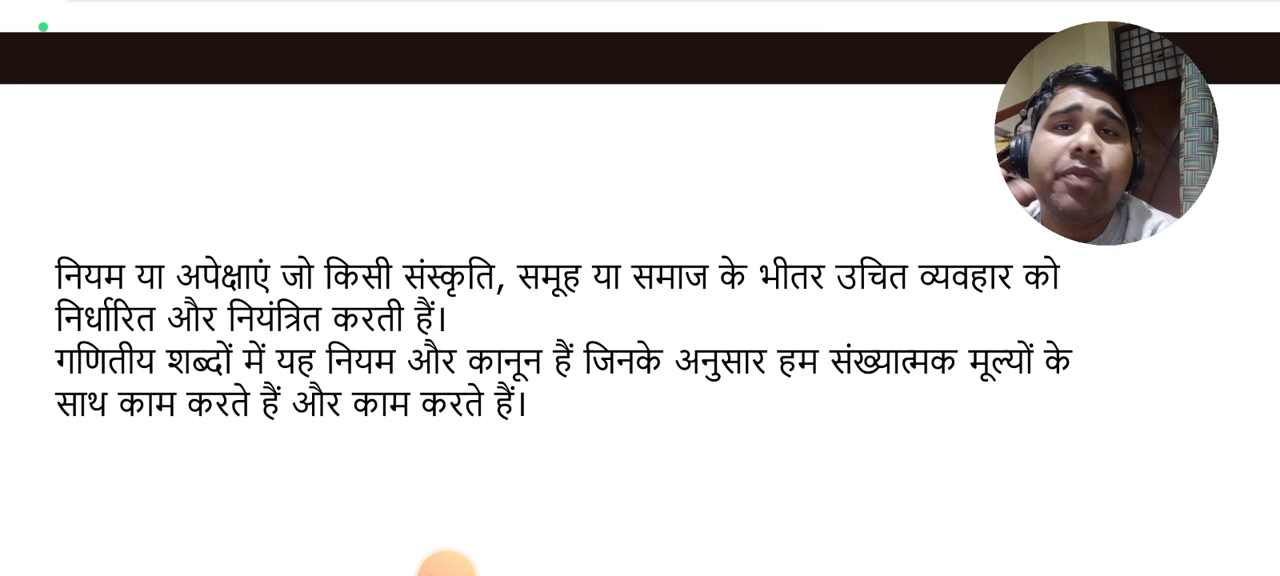 नियम या अपेक्षाएं जो किसी संस्कृति, समूह या समाज के भीतर उचित व्यवहार को
निर्धारित और नियंत्रित करती हैं।
गणितीय शब्दों में यह नियम और कानून हैं जिनके अनुसार हम संख्यात्मक मूल्यों के
साथ काम करते हैं और काम करते हैं।